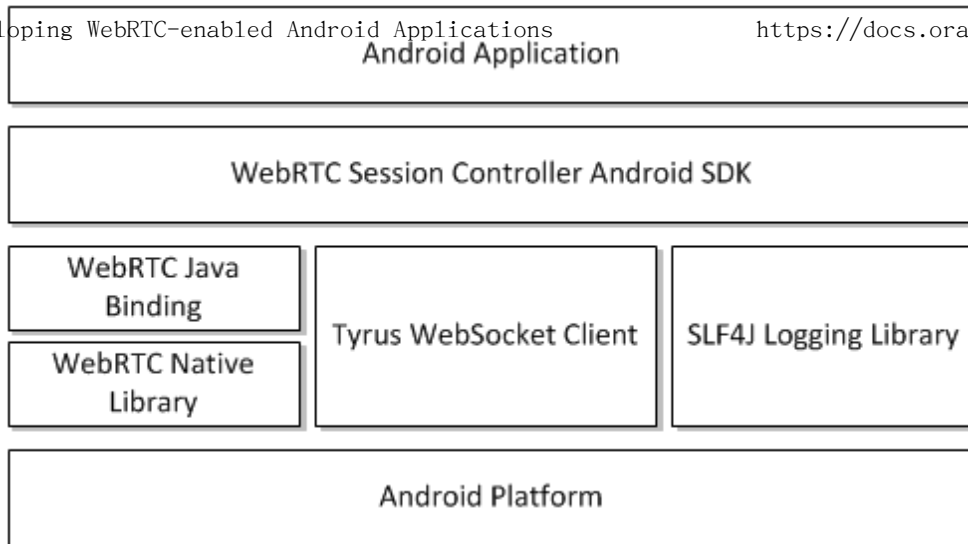 loping WebRTC-enabled Android Applications https://docs.ora
Android Application
WebRTC Session Controller Android SDK
WebRTC Java
Binding
Tyrus WebSocket Client
SLF4J Logging Library
WebRTC Native
Library
Android Platform